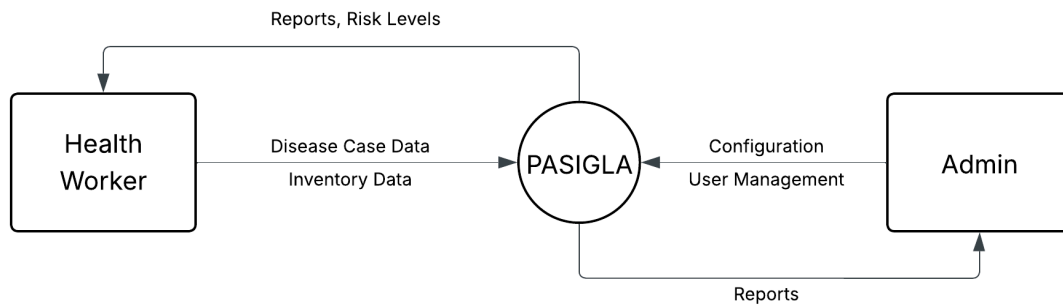 Reports, Risk Levels
Health
Worker
Disease Case Data
Inventory Data
PASIGLA
Configuration
User Management
Admin
Reports